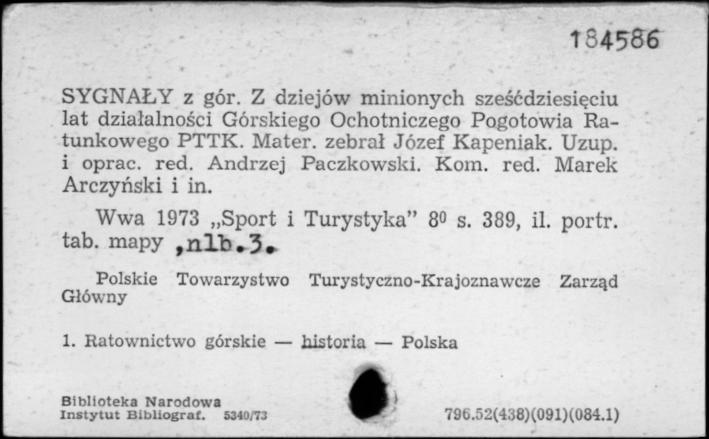 184586
SYGNAŁY z gór. Z dziejów minionych sześćdziesięciu
lat działalności Górskiego Ochotniczego Pogotowia Ra-
tunkowego PTTK. Mater. zebrał Józef Kapeniak. Uzup.
i oprac. red. Andrzej Paczkowski. Kom. red. Marek
Arczyński i in.
Wwa 1973 „Sport i Turystyka” 8⁰ s. 389, il. portr.
tab. mapy ,nlb.3.
Polskie Towarzystwo Turystyczno-Krajoznawcze Zarząd
Główny
1. Ratownictwo górskie — historia — Polska
Biblioteka Narodowa
Instytut Bibliograf. 5340/73
796.52(438)(091)(084.1)